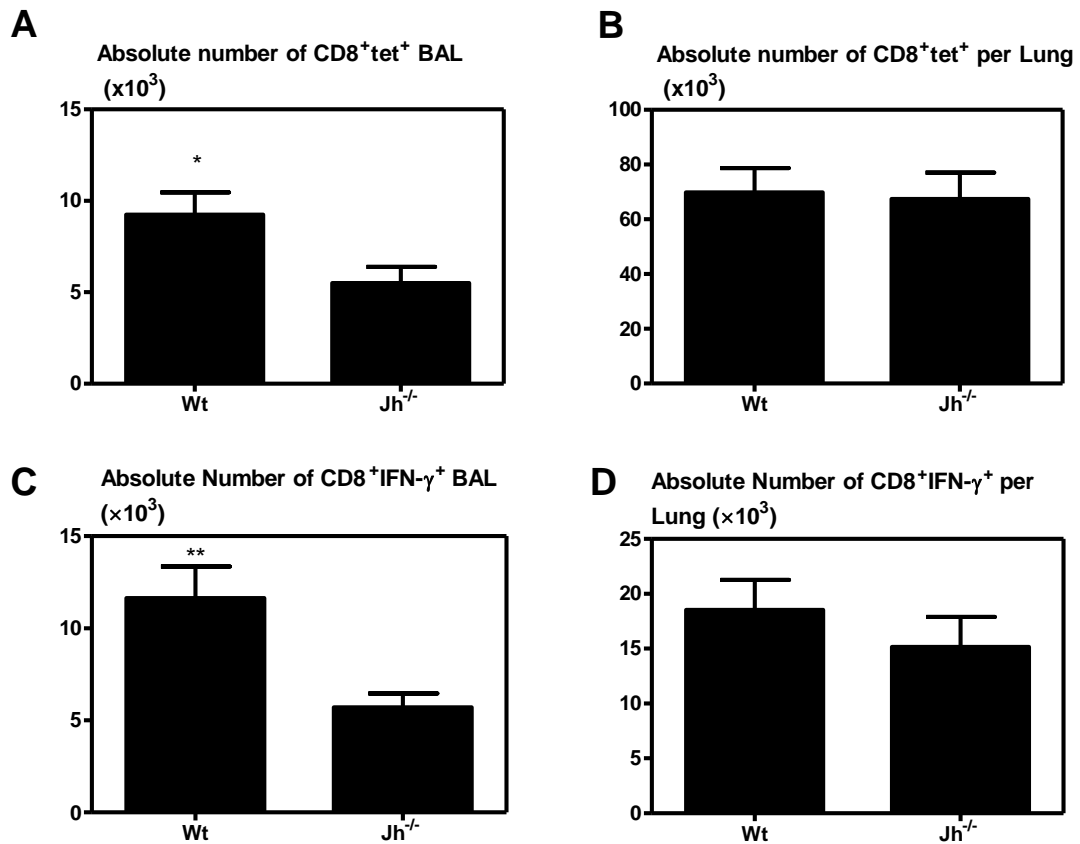 A
Absolute number of CD8⁺tet⁺ BAL
(x10³)
15
10
5
0
*
Wt
Jh⁻/⁻
B
Absolute number of CD8⁺tet⁺ per Lung
(x10³)
100
80
60
40
20
0
Wt
Jh⁻/⁻
C
Absolute Number of CD8⁺IFN-γ⁺ BAL
(×10³)
15
10
5
0
**
Wt
Jh⁻/⁻
D
Absolute Number of CD8⁺IFN-γ⁺ per
Lung (×10³)
25
20
15
10
5
0
Wt
Jh⁻/⁻